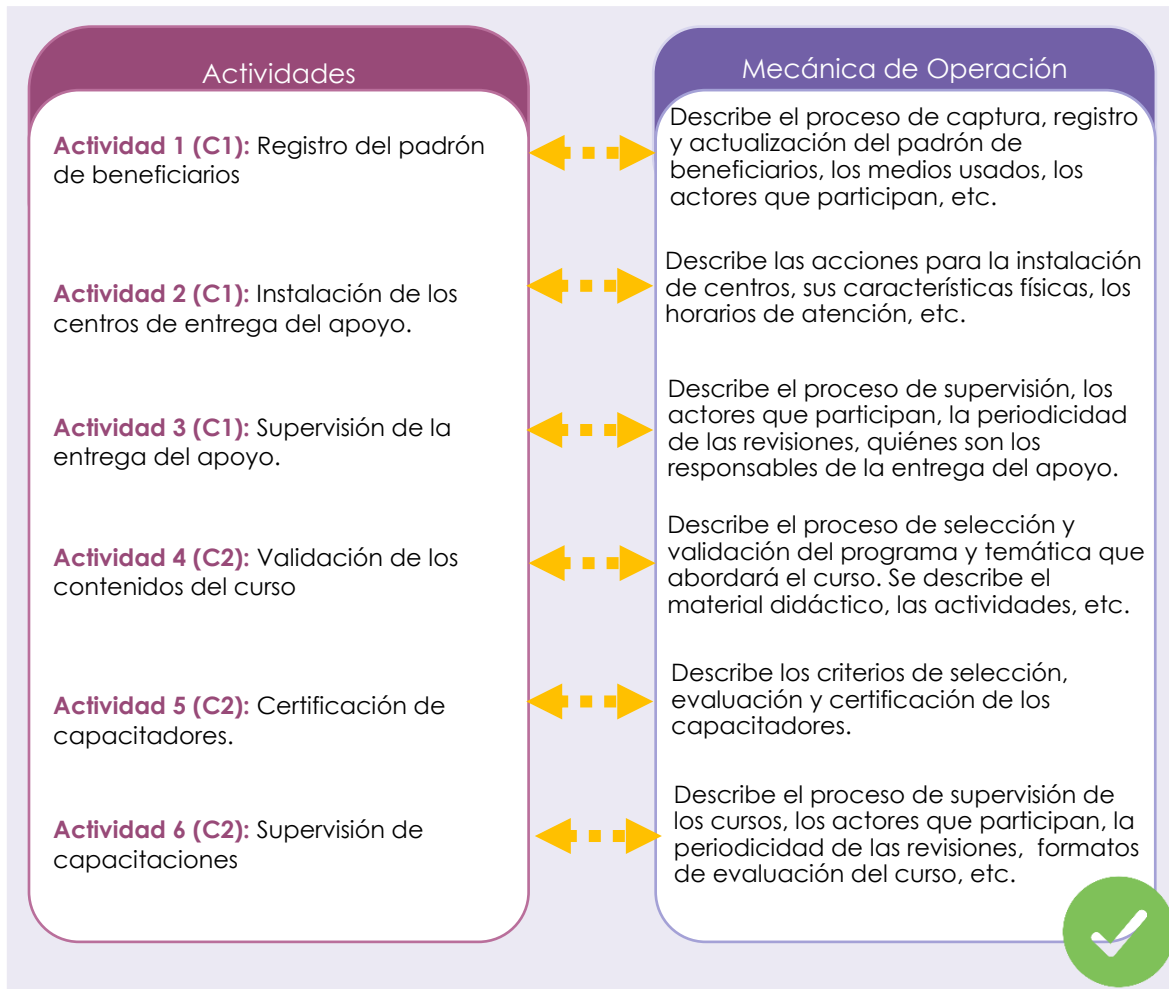 Actividades
Mecánica de Operación
Actividad 1 (C1): Registro del padrón
de beneficiarios
Describe el proceso de captura, registro
y actualización del padrón de
beneficiarios, los medios usados, los
actores que participan, etc.
Actividad 2 (C1): Instalación de los
centros de entrega del apoyo.
Describe las acciones para la instalación
de centros, sus características físicas, los
horarios de atención, etc.
Actividad 3 (C1): Supervisión de la
entrega del apoyo.
Describe el proceso de supervisión, los
actores que participan, la periodicidad
de las revisiones, quiénes son los
responsables de la entrega del apoyo.
Actividad 4 (C2): Validación de los
contenidos del curso
Describe el proceso de selección y
validación del programa y temática que
abordará el curso. Se describe el
material didáctico, las actividades, etc.
Actividad 5 (C2): Certificación de
capacitadores.
Describe los criterios de selección,
evaluación y certificación de los
capacitadores.
Actividad 6 (C2): Supervisión de
capacitaciones
Describe el proceso de supervisión de
los cursos, los actores que participan, la
periodicidad de las revisiones, formatos
de evaluación del curso, etc.